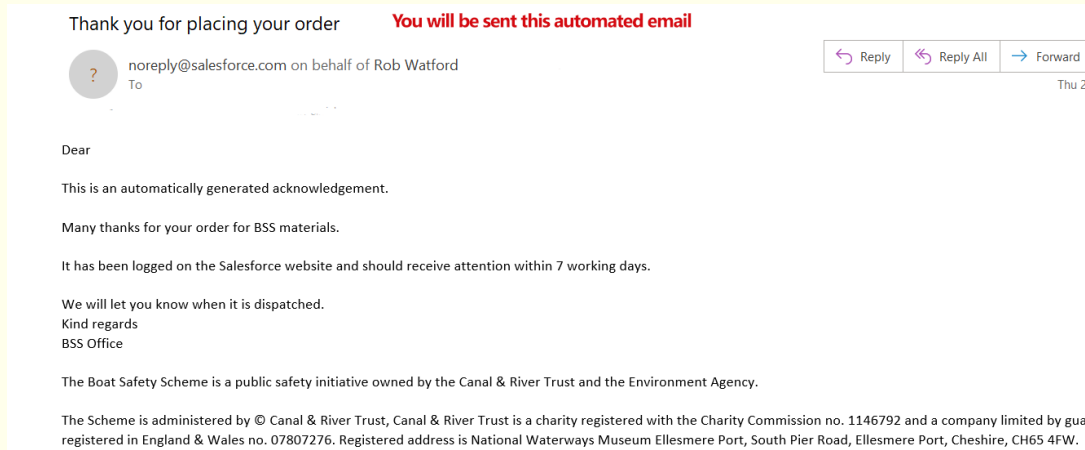 Thank you for placing your order You will be sent this automated email
noreply@salesforce.com on behalf of Rob Watford
?
To
Reply Reply All Forward
Thu 2
Dear
This is an automatically generated acknowledgement.
Many thanks for your order for BSS materials.
It has been logged on the Salesforce website and should receive attention within 7 working days.
We will let you know when it is dispatched.
Kind regards
BSS Office
The Boat Safety Scheme is a public safety initiative owned by the Canal & River Trust and the Environment Agency.
The Scheme is administered by © Canal & River Trust, Canal & River Trust is a charity registered with the Charity Commission no. 1146792 and a company limited by gua
registered in England & Wales no. 07807276. Registered address is National Waterways Museum Ellesmere Port, South Pier Road, Ellesmere Port, Cheshire, CH65 4FW.